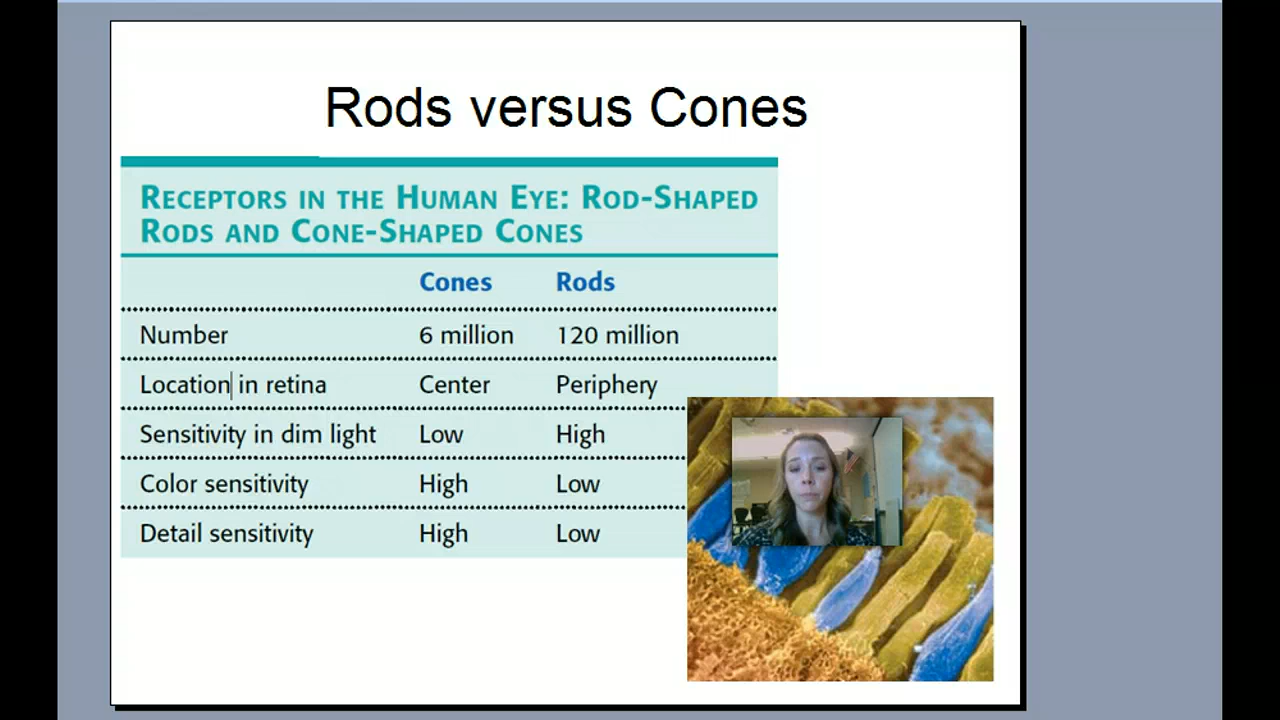 Rods versus Cones
RECEPTORS IN THE HUMAN EYE: ROD-SHAPED
RODS AND CONE-SHAPED CONES
Cones Rods
Number 6 million 120 million
Location in retina Center Periphery
Sensitivity in dim light Low High
Color sensitivity High Low
Detail sensitivity High Low